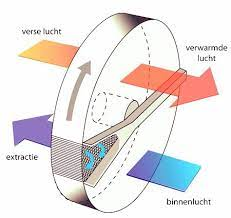 verse lucht
verwarmde
lucht
extractie
binnenlucht